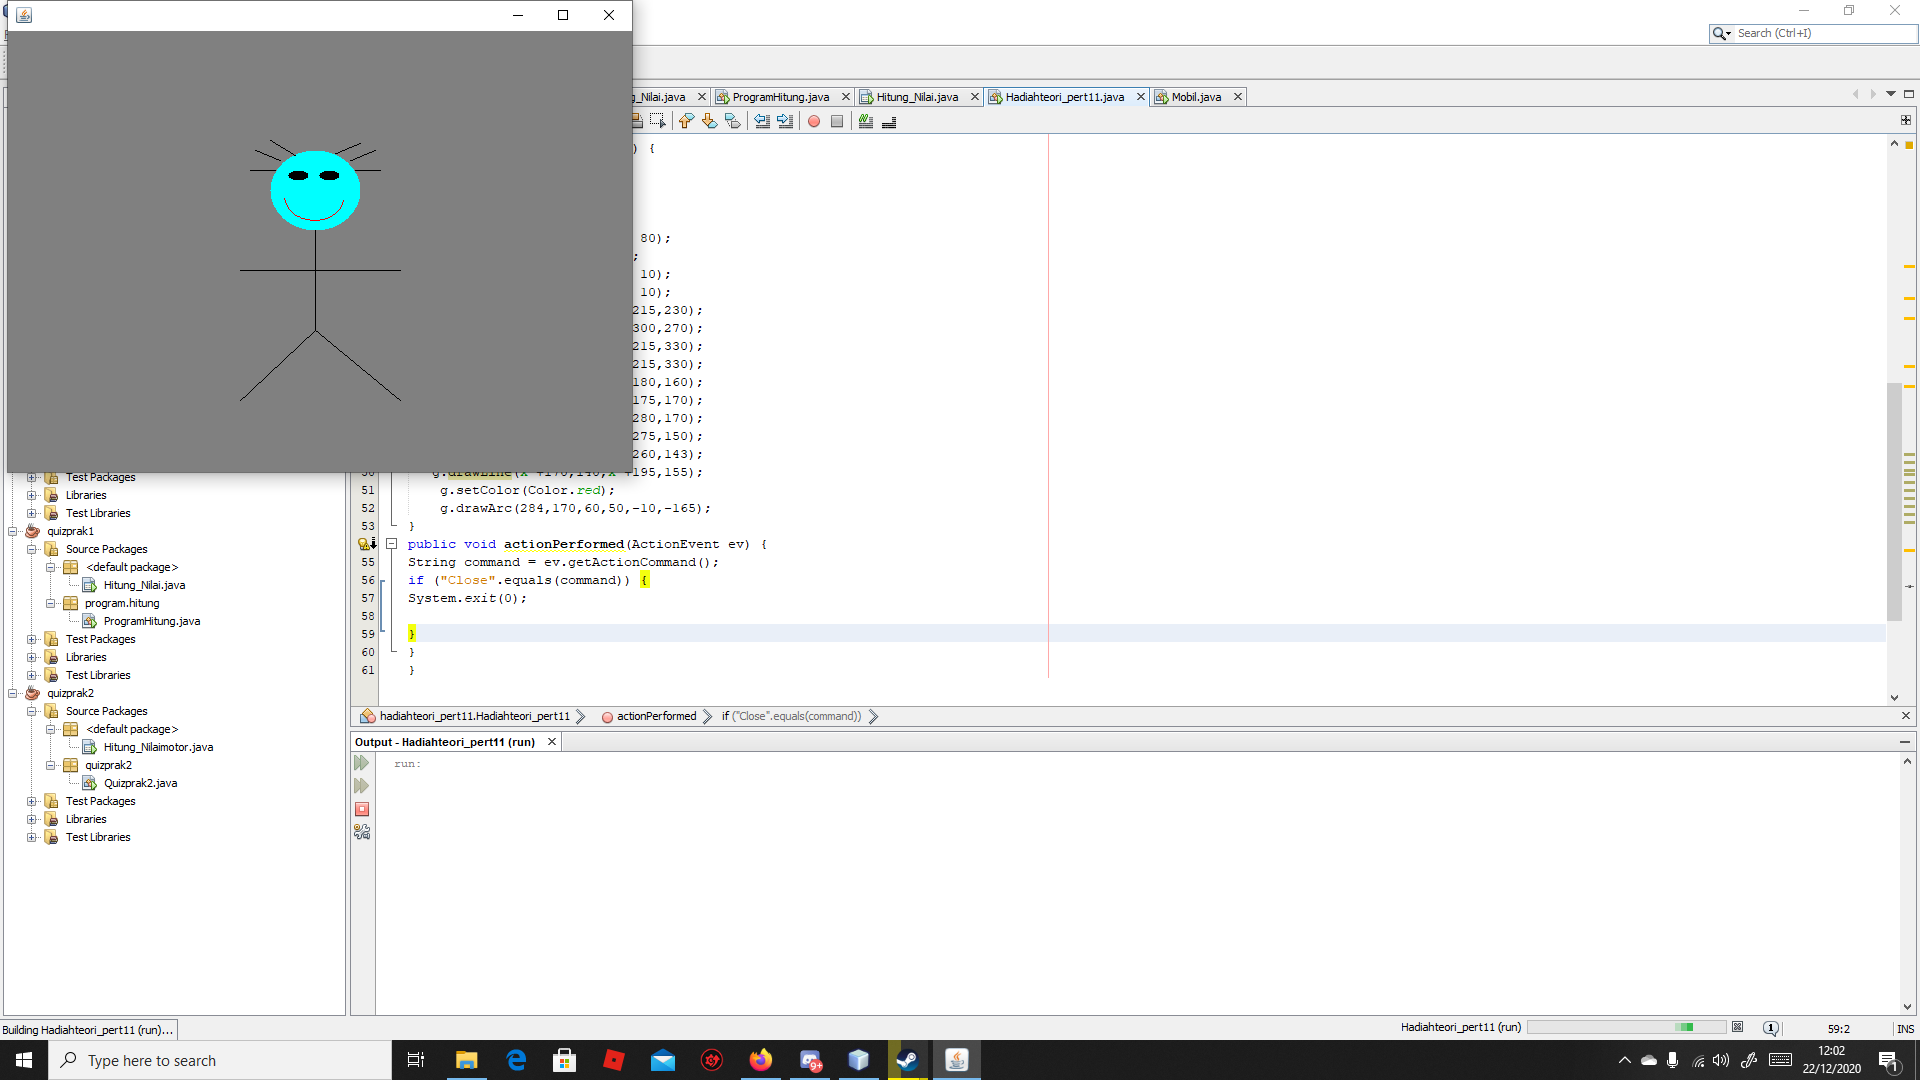 Search (Ctrl+I)
g_Nilai.java
ProgramHitung.java
Hitung_Nilai.java
Hadiahteori_pert11.java
Mobil.java
) {
80);
;
10);
10);
215,230);
300,270);
215,330);
215,330);
180,160);
175,170);
280,170);
275,150);
260,143);
g.drawLine(x +170,140,x +195,155);
51 g.setColor(Color.red);
52 g.drawArc(284,170,60,50,-10,-165);
53 }
public void actionPerformed(ActionEvent ev) {
55 String command = ev.getActionCommand();
56 if ("Close".equals(command)) {
57 System.exit(0);
58
59 }
60 }
61 }
hadiahteori_pert11.Hadiahteori_pert11
actionPerformed
if ("Close".equals(command))
Output - Hadiahteori_pert11 (run)
run:
Test Packages
Libraries
Test Libraries
quizprak1
Source Packages
<default package>
Hitung_Nilai.java
program.hitung
ProgramHitung.java
Test Packages
Libraries
Test Libraries
quizprak2
Source Packages
<default package>
Hitung_Nilaimotor.java
quizprak2
Quizprak2.java
Test Packages
Libraries
Test Libraries
Building Hadiahteori_pert11 (run)...
Hadiahteori_pert11 (run)
1
59:2
INS
Type here to search
9+
12:02
22/12/2020
1